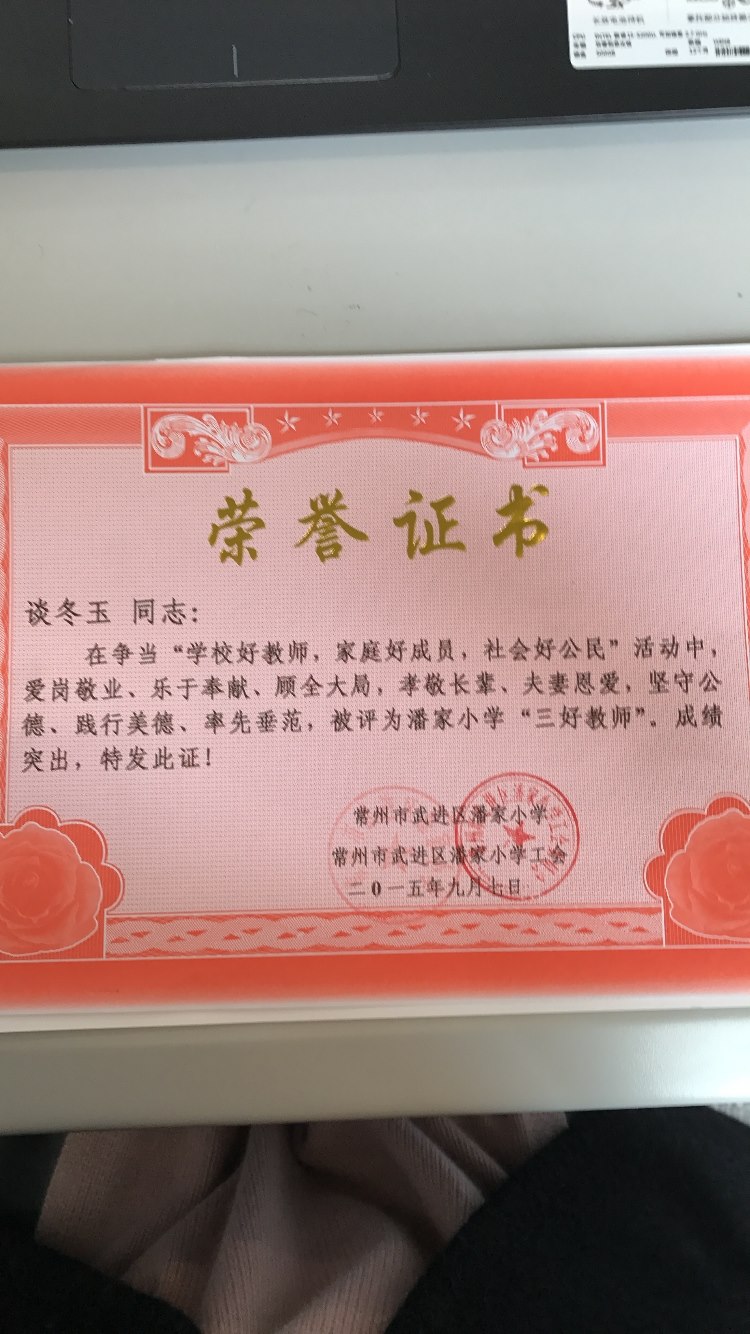 荣誉证书
谈冬玉 同志：
在争当“学校好教师，家庭好成员，社会好公民”活动中，
爱岗敬业、乐于奉献、顾全大局，孝敬长辈、夫妻恩爱，坚守公
德、践行美德、率先垂范，被评为潘家小学“三好教师”。成绩
突出，特发此证！
常州市武进区潘家小学
常州市武进区潘家小学工会
二0一五年九月七日